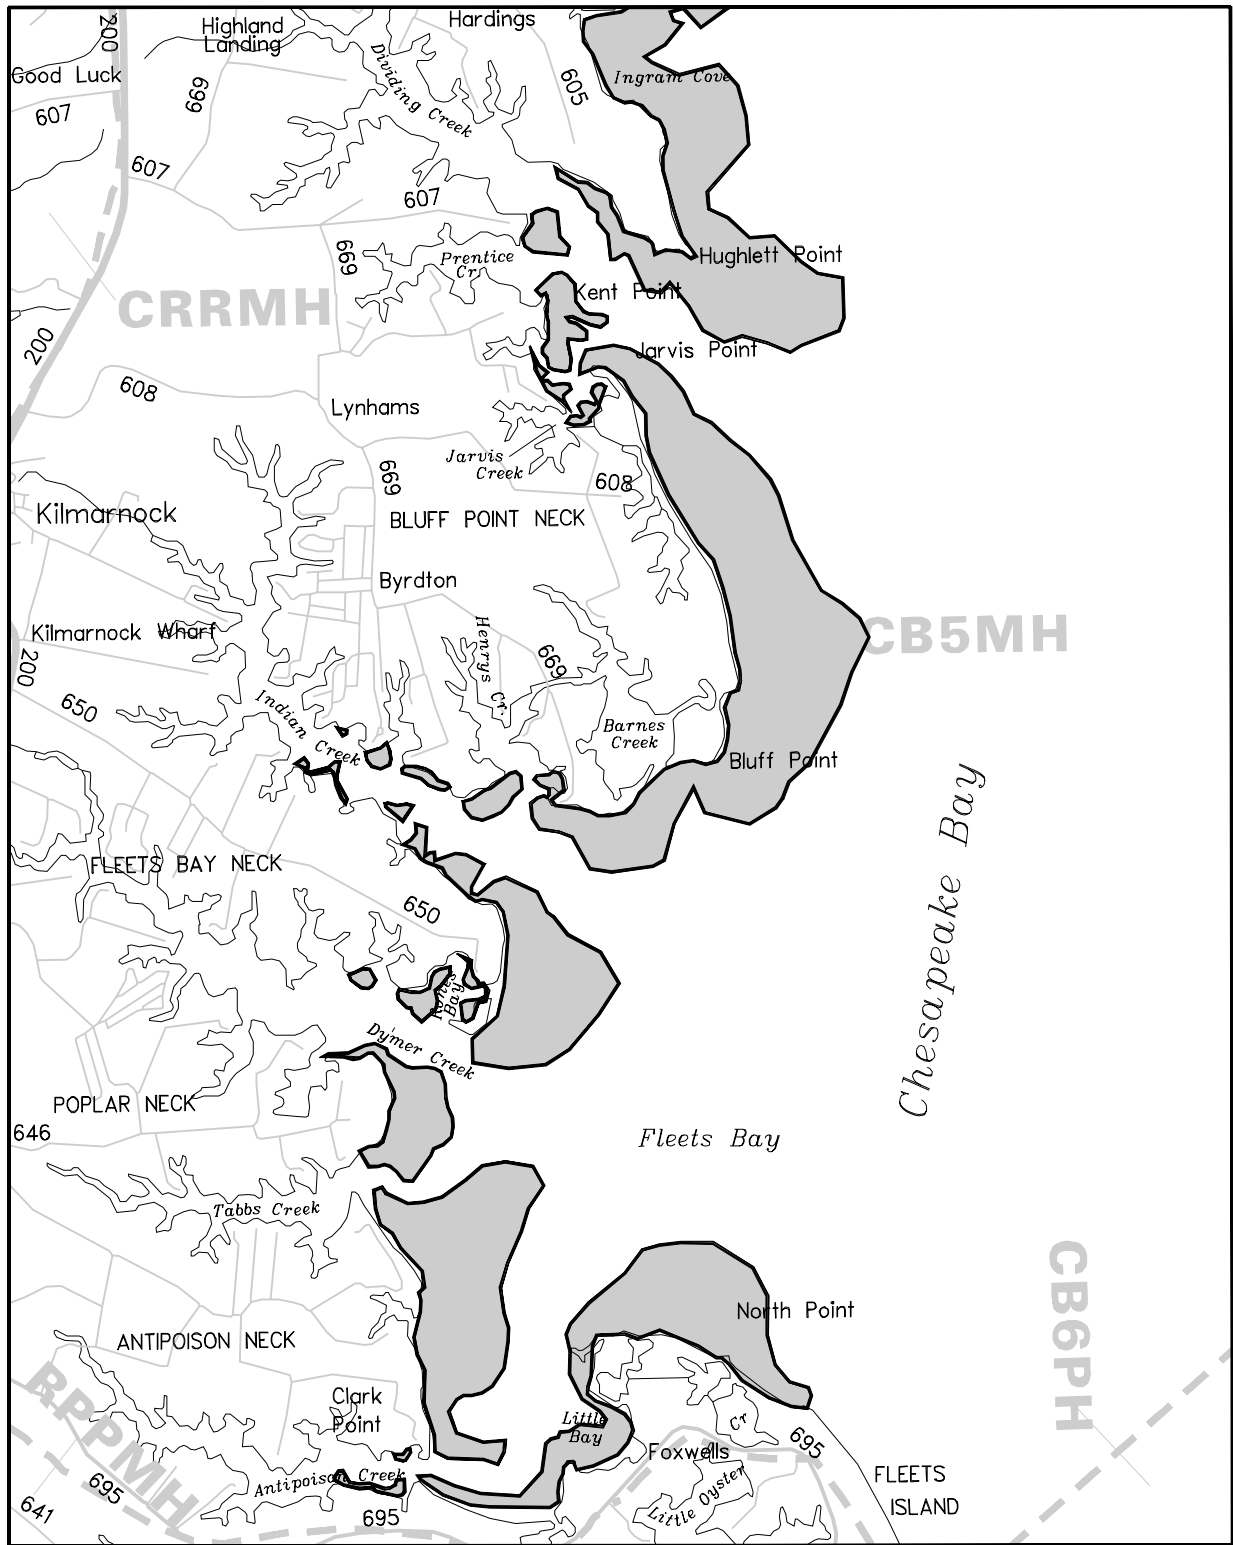 200
Highland
Landing
Hardings
Good Luck
Dividing Creek
605
Ingram Cove
699
607
607
607
669
Prentice
Cr.
Hughlett Point
CRRMH
Kent Point
200
Jarvis Point
608
Lynhams
Jarvis
Creek
669
608
Kilmarnock
BLUFF POINT NECK
Byrdton
Kilmarnock Wharf
Henrys Cr.
CB5MH
200
669
650
Indian Creek
Barnes
Creek
Bluff Point
Chesapeake Bay
FLEETS BAY NECK
650
Bay
Dymer Creek
POPLAR NECK
646
Fleets Bay
Tabbs Creek
CB6PH
North Point
ANTIPOISON NECK
RPPMH
Clark
Point
Little
Bay
Cr
695
Foxwells
Antipoison Creek
Little Oyster
FLEETS
ISLAND
695
641
695